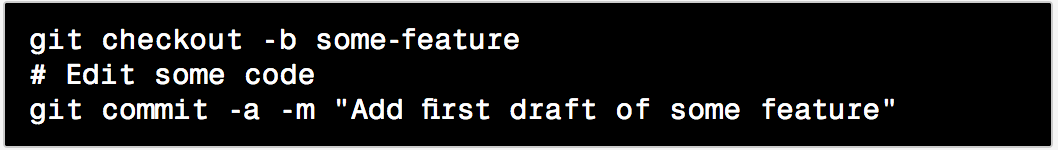 git checkout -b some-feature
# Edit some code
git commit -a -m "Add first draft of some feature"